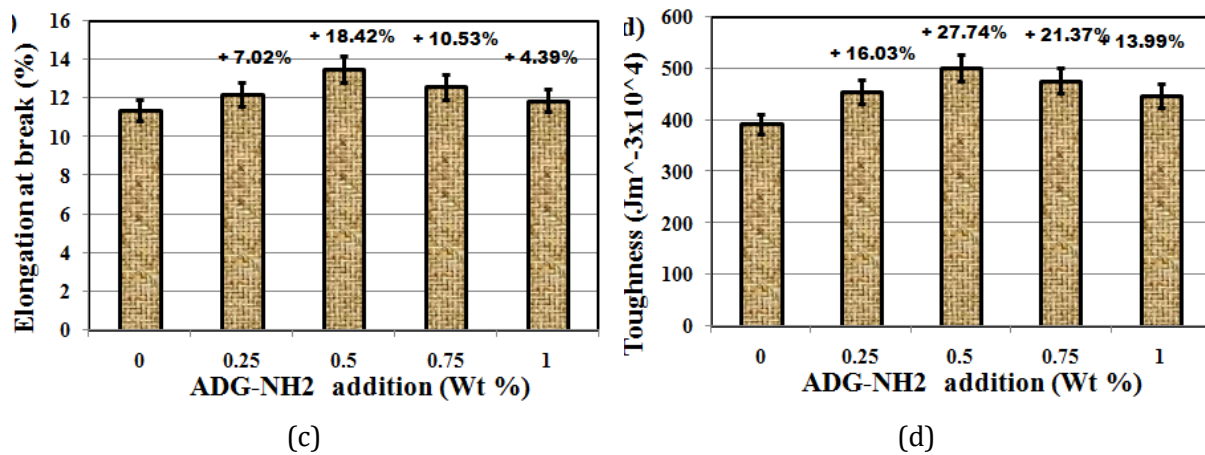 )
Elongation at break (%)
16
14
12
10
8
6
4
2
0
+ 7.02%
+ 18.42%
+ 10.53%
+ 4.39%
0 0.25 0.5 0.75 1
ADG-NH2 addition (Wt %)
(c)
d)
Toughness (Jm^-3x10^4)
600
500
400
300
200
100
0
+ 16.03%
+ 27.74%
+ 21.37%
+ 13.99%
0 0.25 0.5 0.75 1
ADG-NH2 addition (Wt %)
(d)